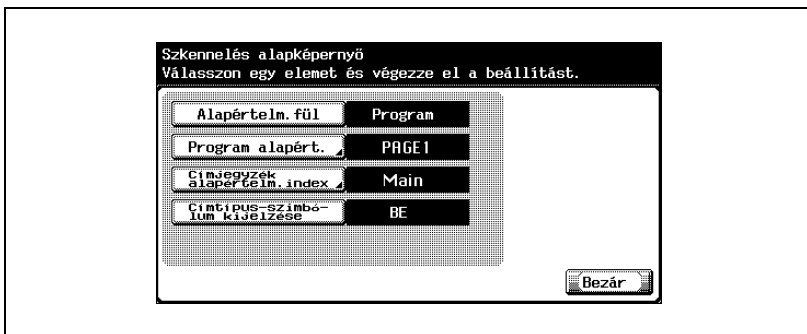 Szkennelés alapképernyő
Válasszon egy elemet és végezze el a beállítást.
Alapértelm.fül Program
Program alapért. PAGE1
Címjegyzék
alapértelm.index Main
Címtípus-szimbó-
lum kijelzése BE
Bezár